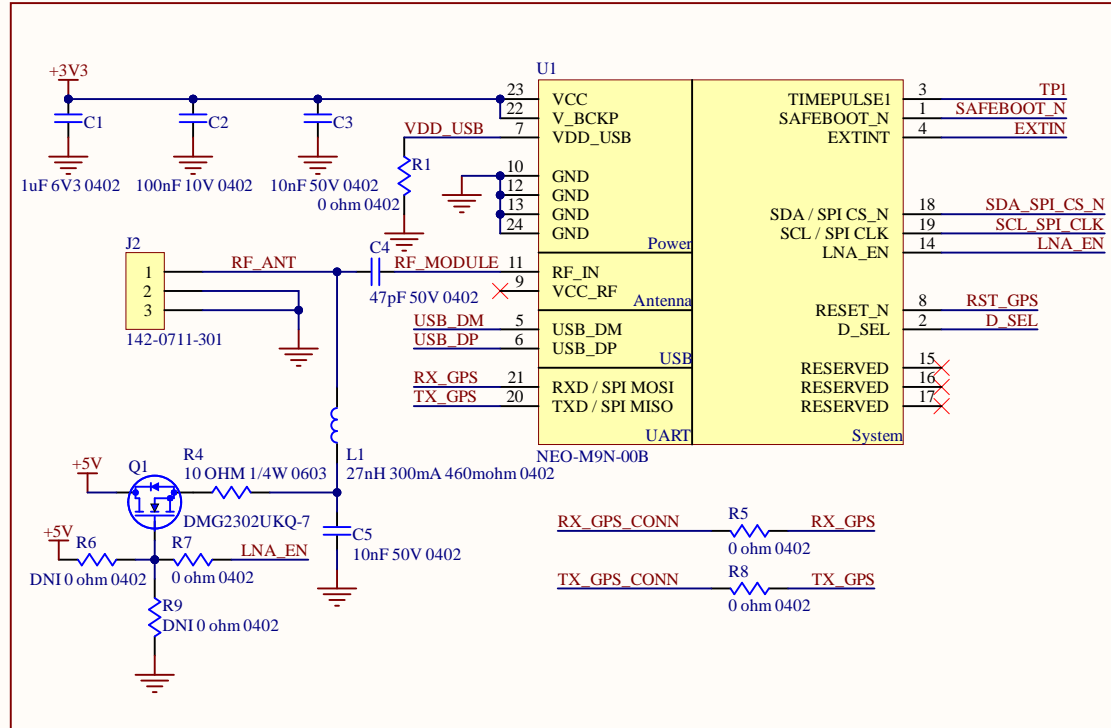 +3V3
C1
1uF 6V3 0402
C2
100nF 10V 0402
C3
10nF 50V 0402
VDD_USB
R1
0 ohm 0402
J2
1
2
3
142-0711-301
RF_ANT
C4
47pF 50V 0402
RF_MODULE
USB_DM
USB_DP
RX_GPS
TX_GPS
U1
23 VCC
22 V_BCKP
7 VDD_USB
10 GND
12 GND
13 GND
24 GND
Power
11 RF_IN
9 VCC_RF
Antenna
5 USB_DM
6 USB_DP
USB
21 RXD / SPI MOSI
20 TXD / SPI MISO
UART
TIMEPULSE1 3 TP1
SAFEBOOT_N 1 SAFEBOOT_N
EXTINT 4 EXTIN
SDA / SPI CS_N 18 SDA_SPI_CS_N
SCL / SPI CLK 19 SCL_SPI_CLK
LNA_EN 14 LNA_EN
RESET_N 8 RST_GPS
D_SEL 2 D_SEL
RESERVED 15
RESERVED 16
RESERVED 17
System
NEO-M9N-00B
L1
27nH 300mA 460mohm 0402
+5V
Q1
R4
10 OHM 1/4W 0603
DMG2302UKQ-7
C5
10nF 50V 0402
+5V
R6
DNI 0 ohm 0402
R7
0 ohm 0402
LNA_EN
R9
DNI 0 ohm 0402
RX_GPS_CONN R5 RX_GPS
0 ohm 0402
TX_GPS_CONN R8 TX_GPS
0 ohm 0402